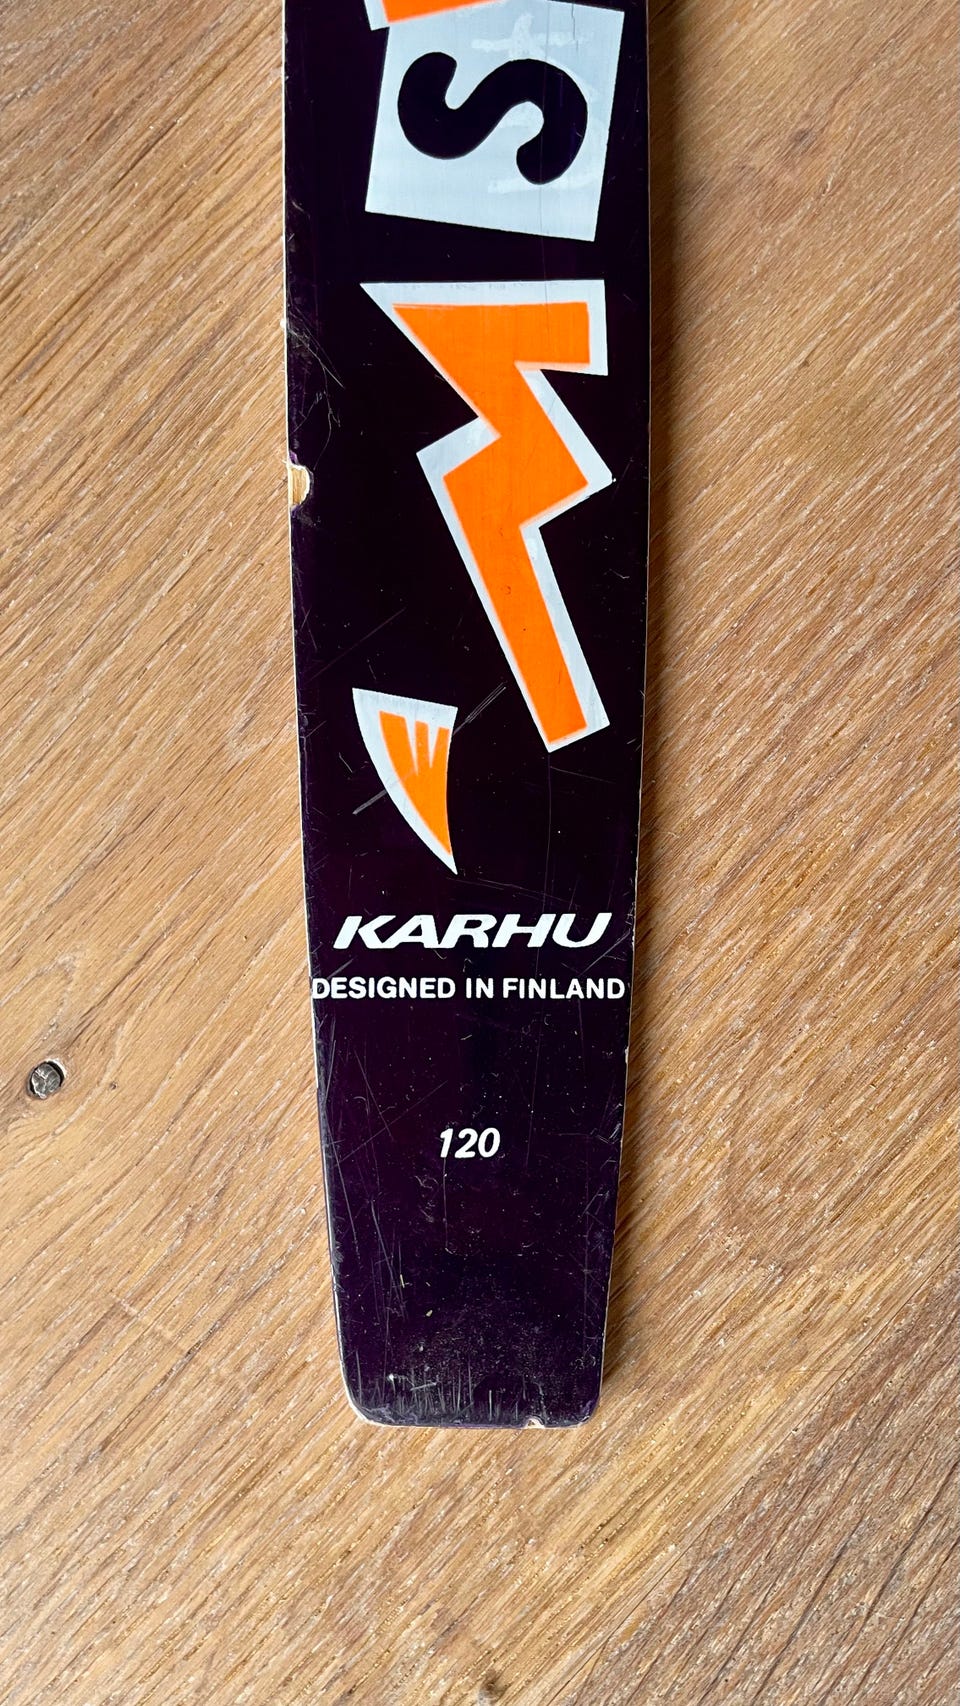 S
KARHU
DESIGNED IN FINLAND
120